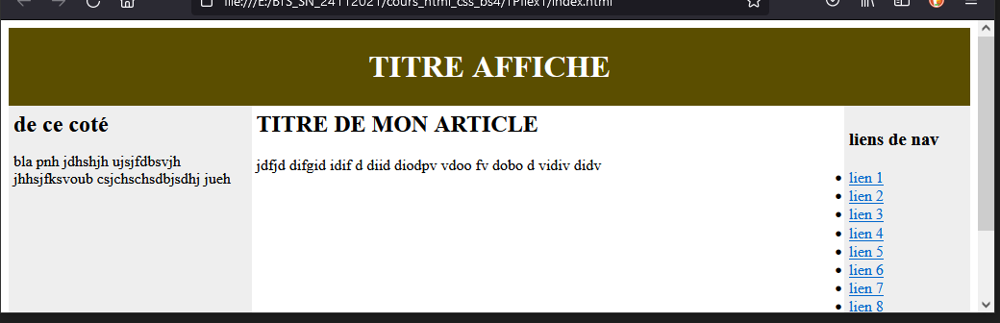 file:///E:/BTS_SN_24112021/cours_html_css_bs4/TPflex1/index.html
TITRE AFFICHE
de ce coté
bla pnh jdhshjh ujsjfdbsvjh
jhhsjfksvoub csjchschsdbjsdhj jueh
TITRE DE MON ARTICLE
jdfjd difgid idif d diid diodpv vdoo fv dobo d vidiv didv
liens de nav
lien 1
lien 2
lien 3
lien 4
lien 5
lien 6
lien 7
lien 8